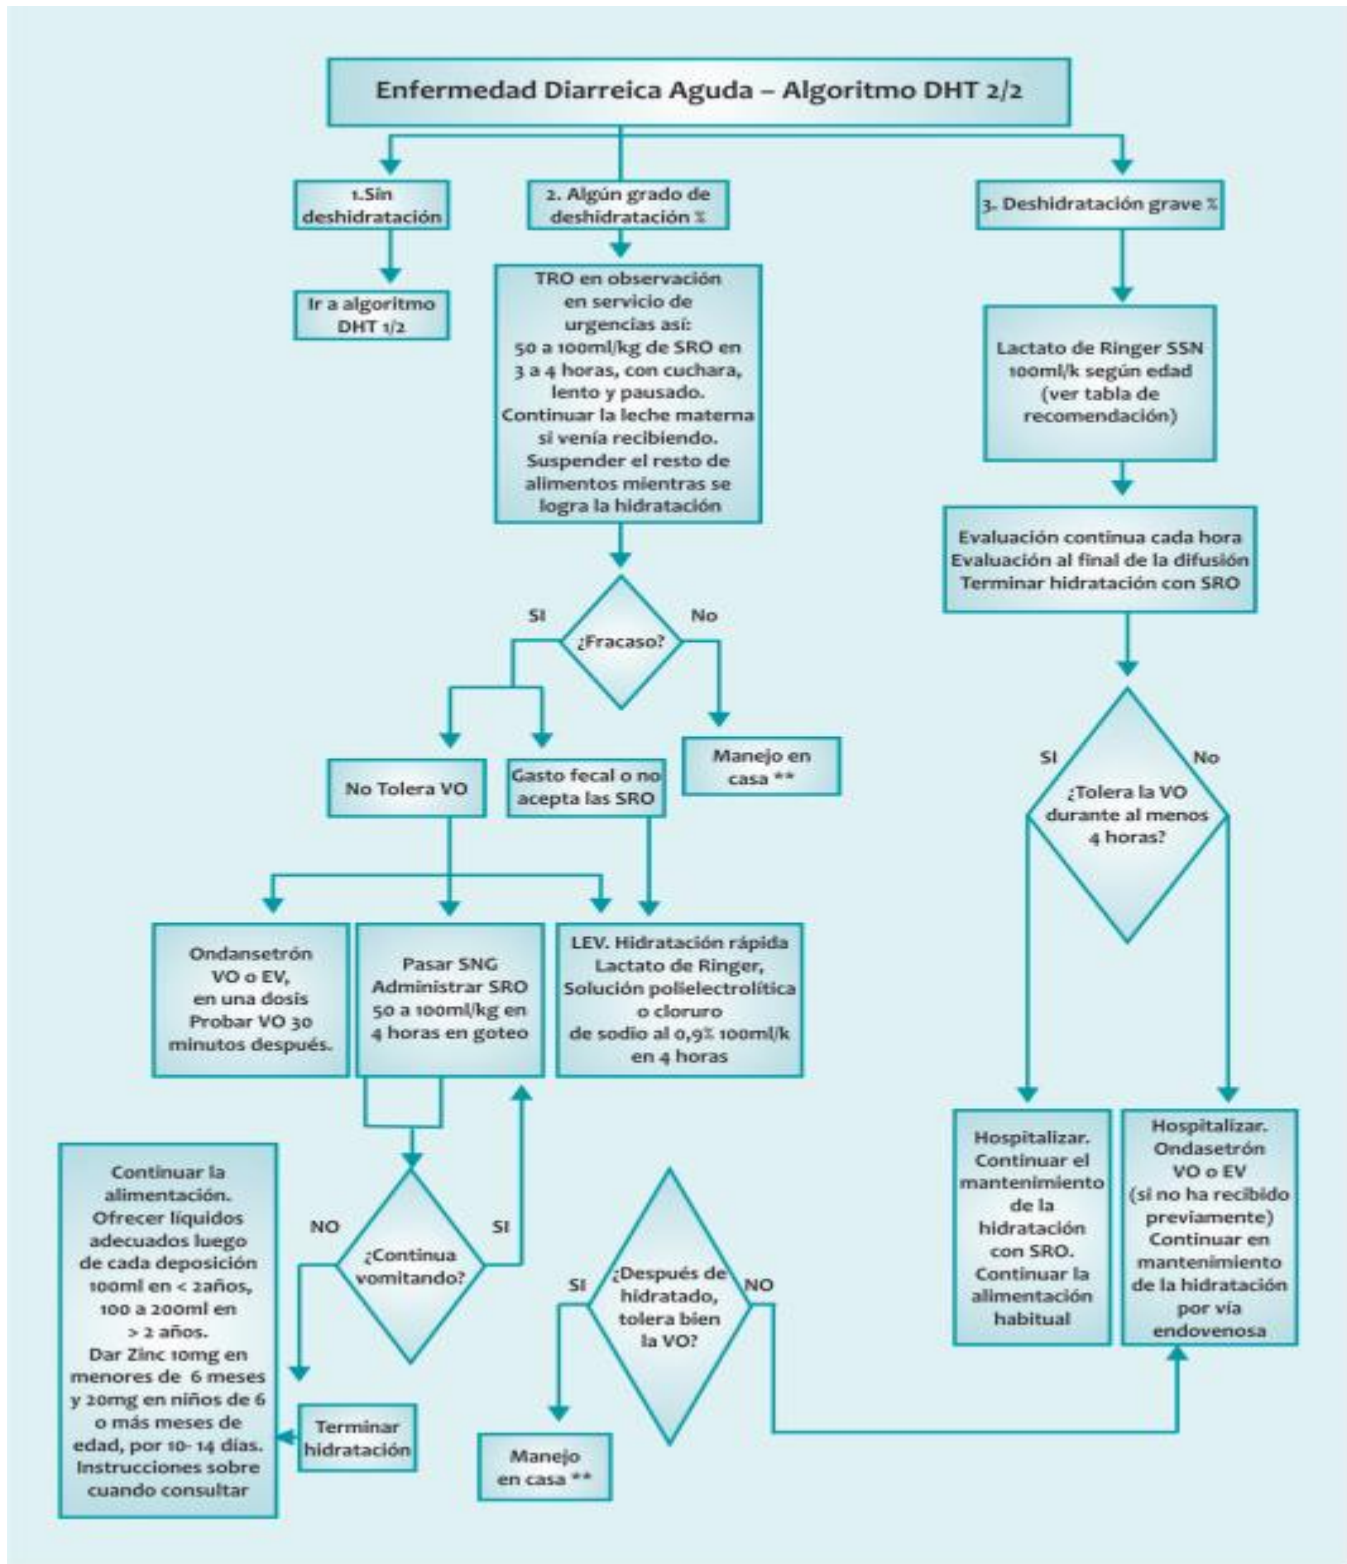 Enfermedad Diarreica Aguda – Algoritmo DHT 2/2
1.Sin
deshidratación
2. Algún grado de
deshidratación %
3. Deshidratación grave %
Ir a algoritmo
DHT 1/2
TRO en observación
en servicio de
urgencias así:
50 a 100ml/kg de SRO en
3 a 4 horas, con cuchara,
lento y pausado.
Continuar la leche materna
si venía recibiendo.
Suspender el resto de
alimentos mientras se
logra la hidratación
Lactato de Ringer SSN
100ml/k según edad
(ver tabla de
recomendación)
Evaluación continua cada hora
Evaluación al final de la difusión
Terminar hidratación con SRO
SI
¿Fracaso?
No
No Tolera VO
Gasto fecal o no
acepta las SRO
Manejo en
casa **
SI
No
¿Tolera la VO
durante al menos
4 horas?
Ondansetrón
VO o EV,
en una dosis
Probar VO 30
minutos después.
Pasar SNG
Administrar SRO
50 a 100ml/kg en
4 horas en goteo
LEV. Hidratación rápida
Lactato de Ringer,
Solución polielectrolítica
o cloruro
de sodio al 0,9% 100ml/k
en 4 horas
Continuar la
alimentación.
Ofrecer líquidos
adecuados luego
de cada deposición
100ml en < 2años,
100 a 200ml en
> 2 años.
Dar Zinc 10mg en
menores de 6 meses
y 20mg en niños de 6
o más meses de
edad, por 10- 14 días.
Instrucciones sobre
cuando consultar
NO
¿Continua
vomitando?
SI
Terminar
hidratación
SI
¿Después de
hidratado,
tolera bien
la VO?
NO
Manejo
en casa **
Hospitalizar.
Continuar el
mantenimiento
de la
hidratación
con SRO.
Continuar la
alimentación
habitual
Hospitalizar.
Ondasetrón
VO o EV
(si no ha recibido
previamente)
Continuar en
mantenimiento
de la hidratación
por vía
endovenosa